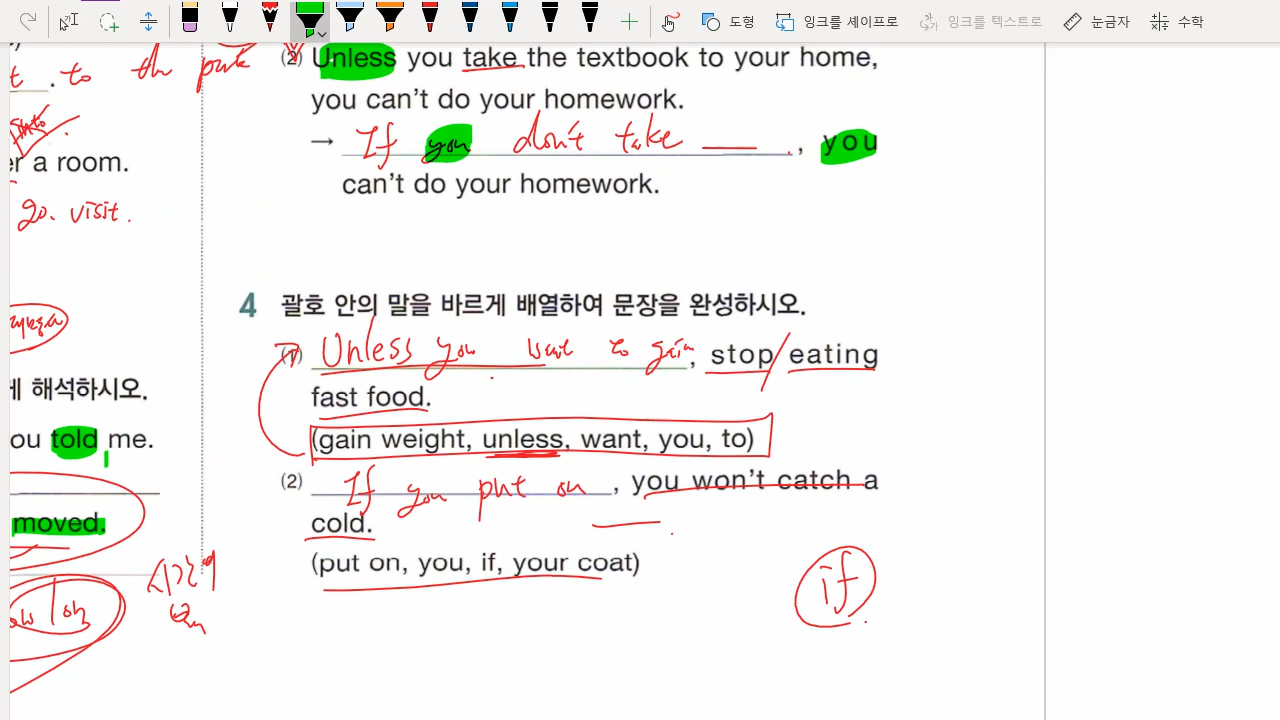 도형 잉크를 셰이프로 잉크를 텍스트로 눈금자 수학
t . to the park
(2) Unless you take the textbook to your home,
you can't do your homework.
→ If you don't take , you
can't do your homework.
er a room.
go. visit.
4 괄호 안의 말을 바르게 배열하여 문장을 완성하시오.
(1) Unless you want to gain, stop / eating
fast food.
(gain weight, unless, want, you, to)
(2) If you put on , you won't catch a
cold.
(put on, you, if, your coat)
if
게 해석하시오.
ou told me.
moved.